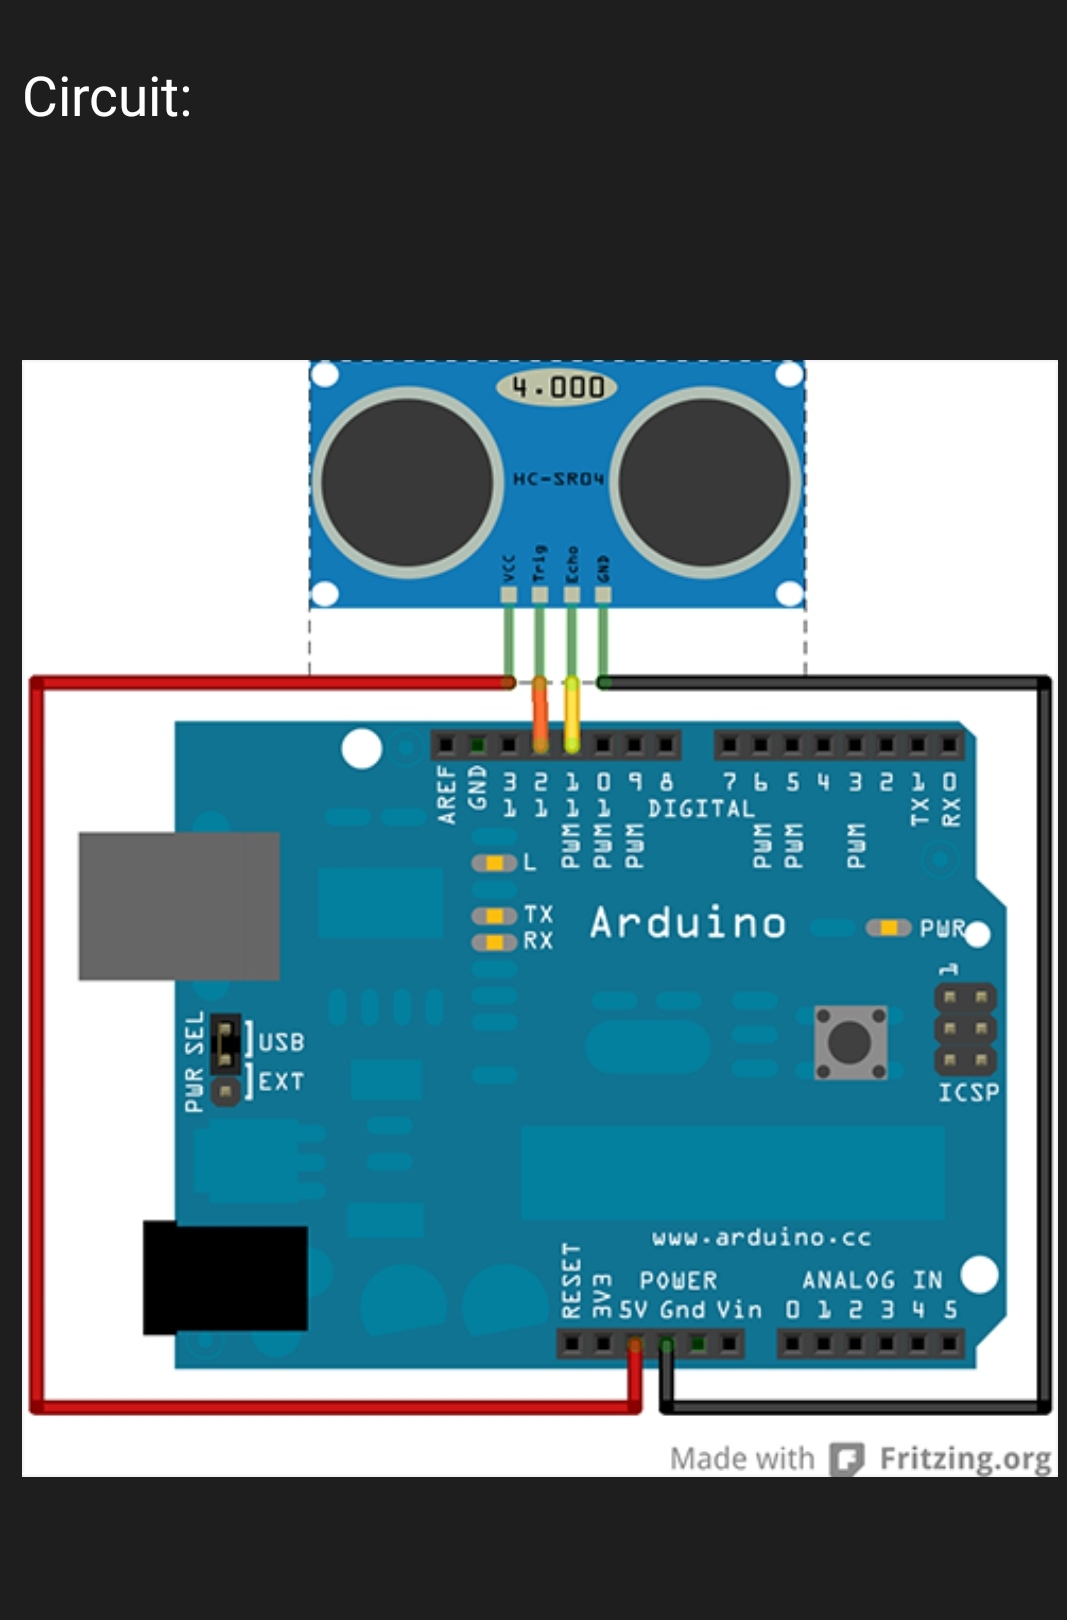 Circuit:
4.000
HC-SR04
VCC Trig Echo GND
AREF GND 13 12 11 10 9 8 7 6 5 4 3 2 1 0
PWM PWM PWM DIGITAL PWM PWM PWM TX RX
L
TX
RX
Arduino
PWR
1
PWR SEL
USB
EXT
ICSP
www.arduino.cc
POWER ANALOG IN
RESET 3V3 5V Gnd Vin 0 1 2 3 4 5
Made with Fritzing.org